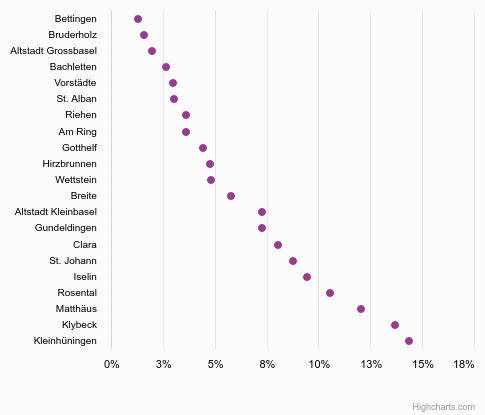 Bettingen
Bruderholz
Altstadt Grossbasel
Bachletten
Vorstädte
St. Alban
Riehen
Am Ring
Gotthelf
Hirzbrunnen
Wettstein
Breite
Altstadt Kleinbasel
Gundeldingen
Clara
St. Johann
Iselin
Rosental
Matthäus
Klybeck
Kleinhüningen
0% 3% 5% 8% 10% 13% 15% 18%
Highcharts.com